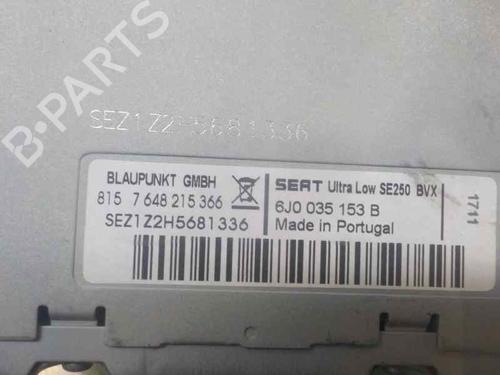 SEZ1Z2H5681336
BLAUPUNKT GMBH
815 7 648 215 366
SEZ1Z2H5681336
SEAT Ultra Low SE250 BVX
6J0 035 153 B
Made in Portugal
1711